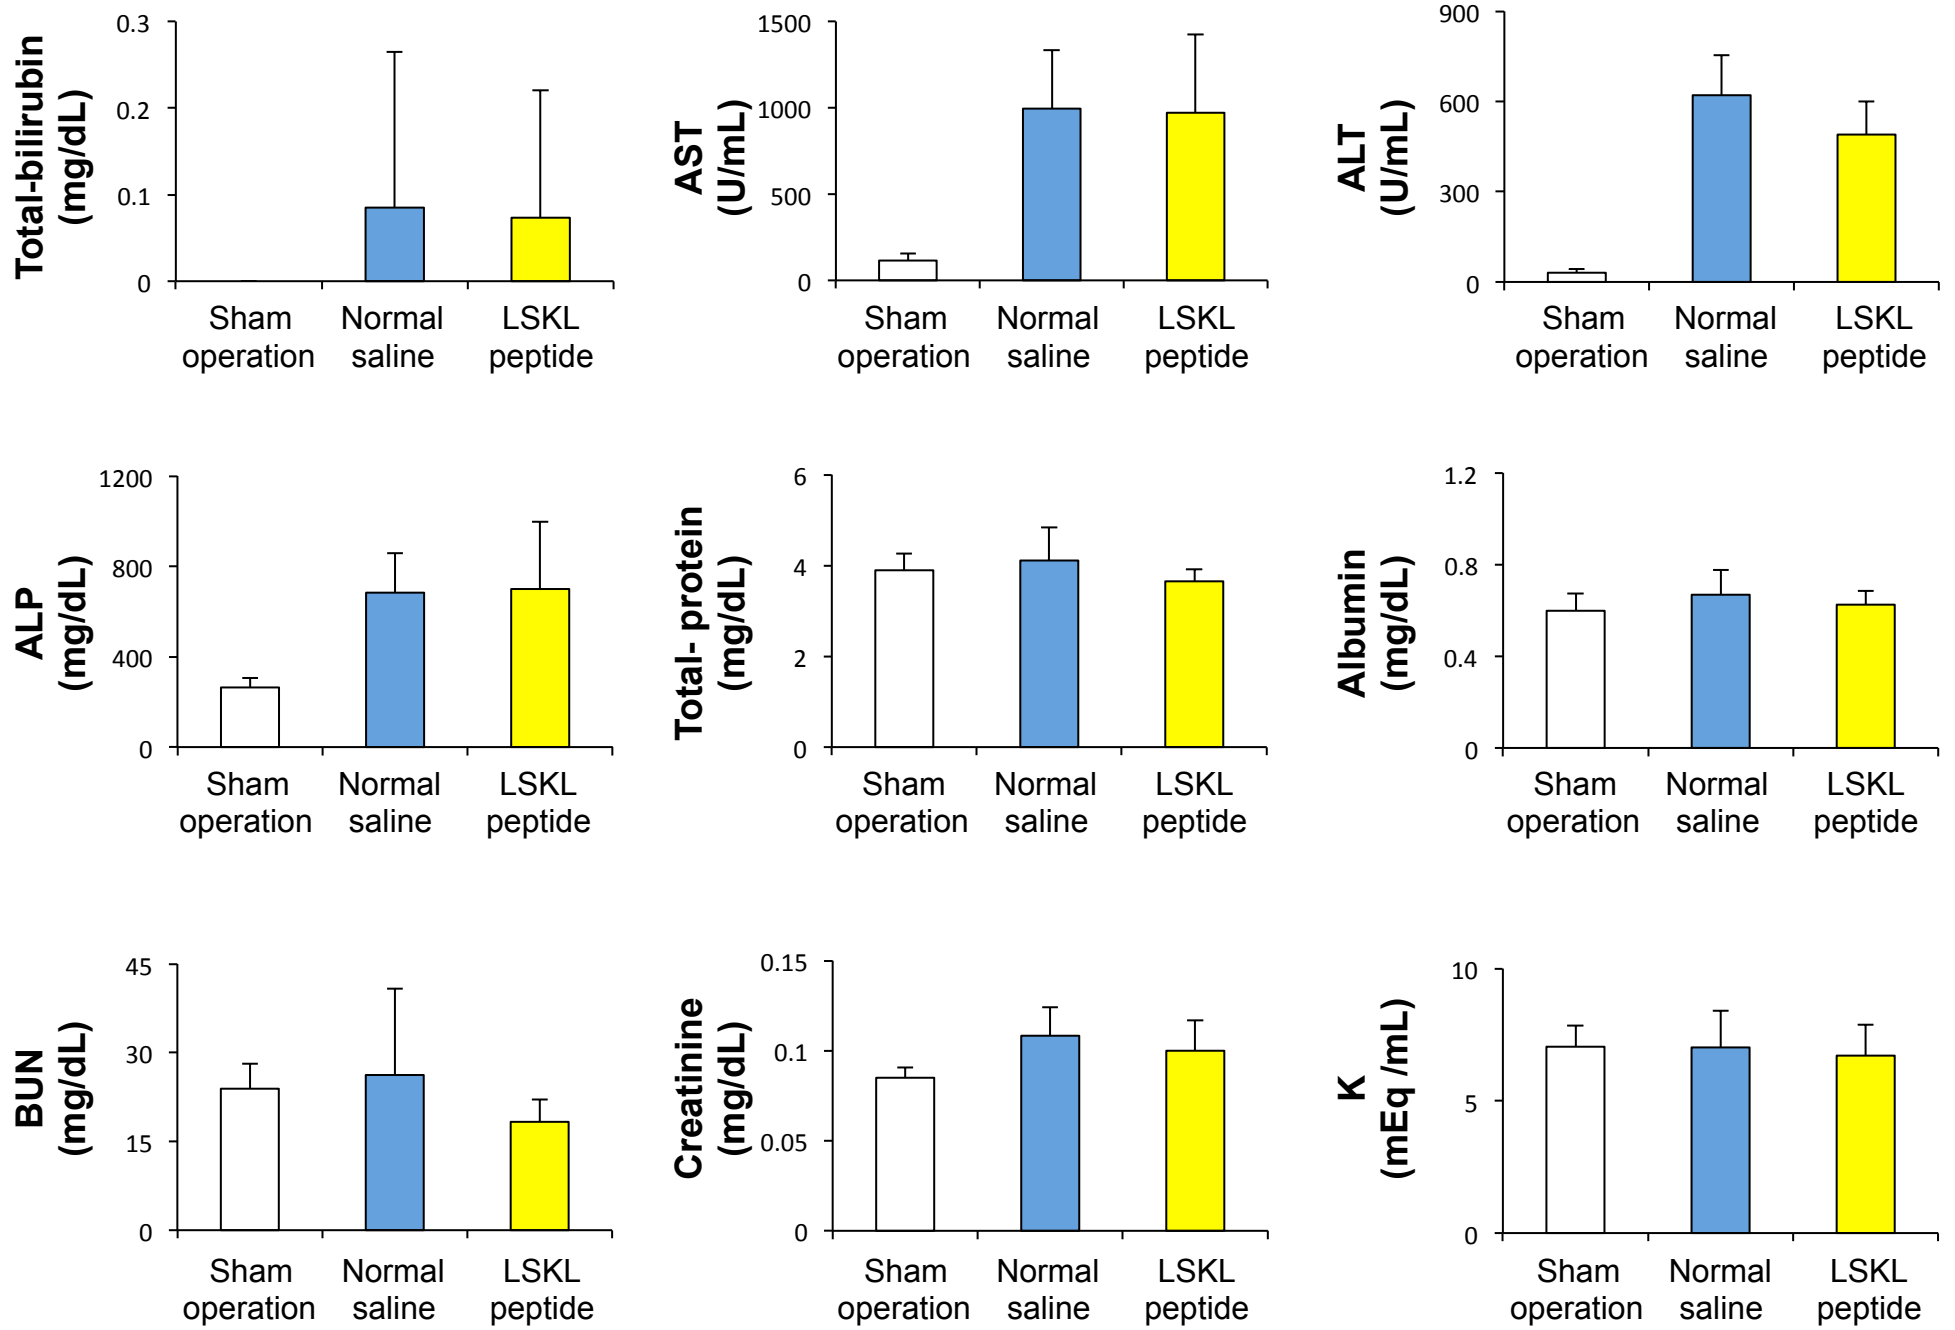 Total-bilirubin
(mg/dL)
0.3
0.2
0.1
0
Sham
operation
Normal
saline
LSKL
peptide
AST
(U/mL)
1500
1000
500
0
Sham
operation
Normal
saline
LSKL
peptide
ALT
(U/mL)
900
600
300
0
Sham
operation
Normal
saline
LSKL
peptide
ALP
(mg/dL)
1200
800
400
0
Sham
operation
Normal
saline
LSKL
peptide
Total- protein
(mg/dL)
6
4
2
0
Sham
operation
Normal
saline
LSKL
peptide
Albumin
(mg/dL)
1.2
0.8
0.4
0
Sham
operation
Normal
saline
LSKL
peptide
BUN
(mg/dL)
45
30
15
0
Sham
operation
Normal
saline
LSKL
peptide
Creatinine
(mg/dL)
0.15
0.1
0.05
0
Sham
operation
Normal
saline
LSKL
peptide
K
(mEq /mL)
10
5
0
Sham
operation
Normal
saline
LSKL
peptide